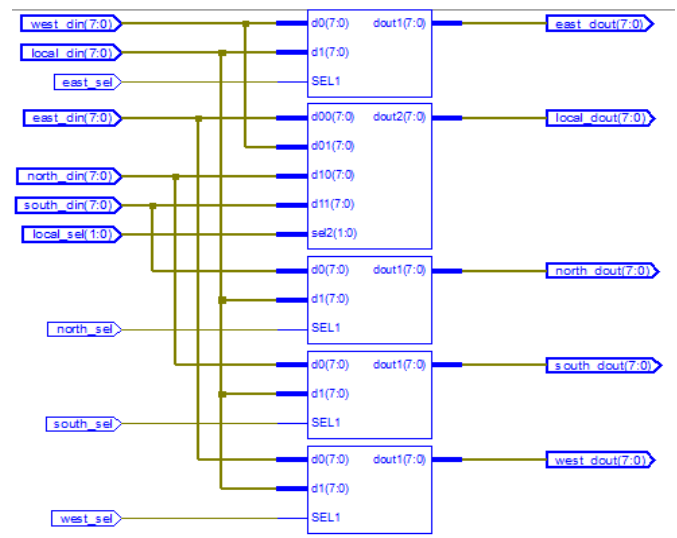 west_din(7:0) d0(7:0) dout1(7:0) east_dout(7:0)
local_din(7:0) d1(7:0)
east_sel SEL1
east_din(7:0) d00(7:0) dout2(7:0) local_dout(7:0)
d01(7:0)
north_din(7:0) d10(7:0)
south_din(7:0) d11(7:0)
local_sel(1:0) sel2(1:0)
d0(7:0) dout1(7:0) north_dout(7:0)
d1(7:0)
north_sel SEL1
d0(7:0) dout1(7:0) south_dout(7:0)
d1(7:0)
south_sel SEL1
d0(7:0) dout1(7:0) west_dout(7:0)
d1(7:0)
west_sel SEL1